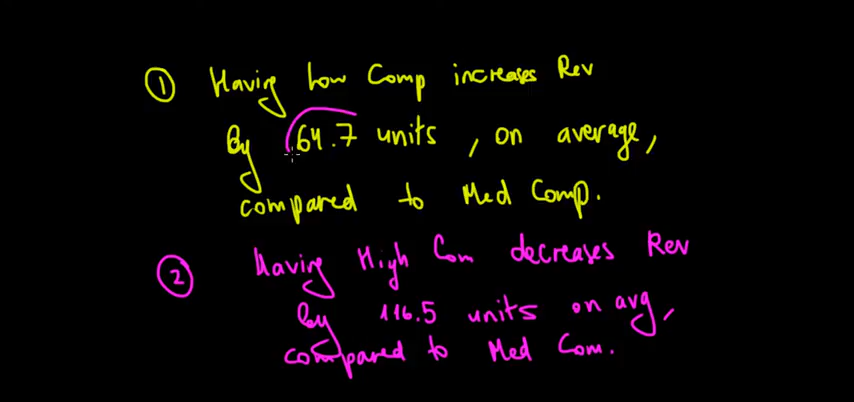 ① Having Low Comp increases Rev
By 64.7 units, on average,
compared to Med Comp.
② Having High Com decreases Rev
By 116.5 units on avg,
compared to Med Com.